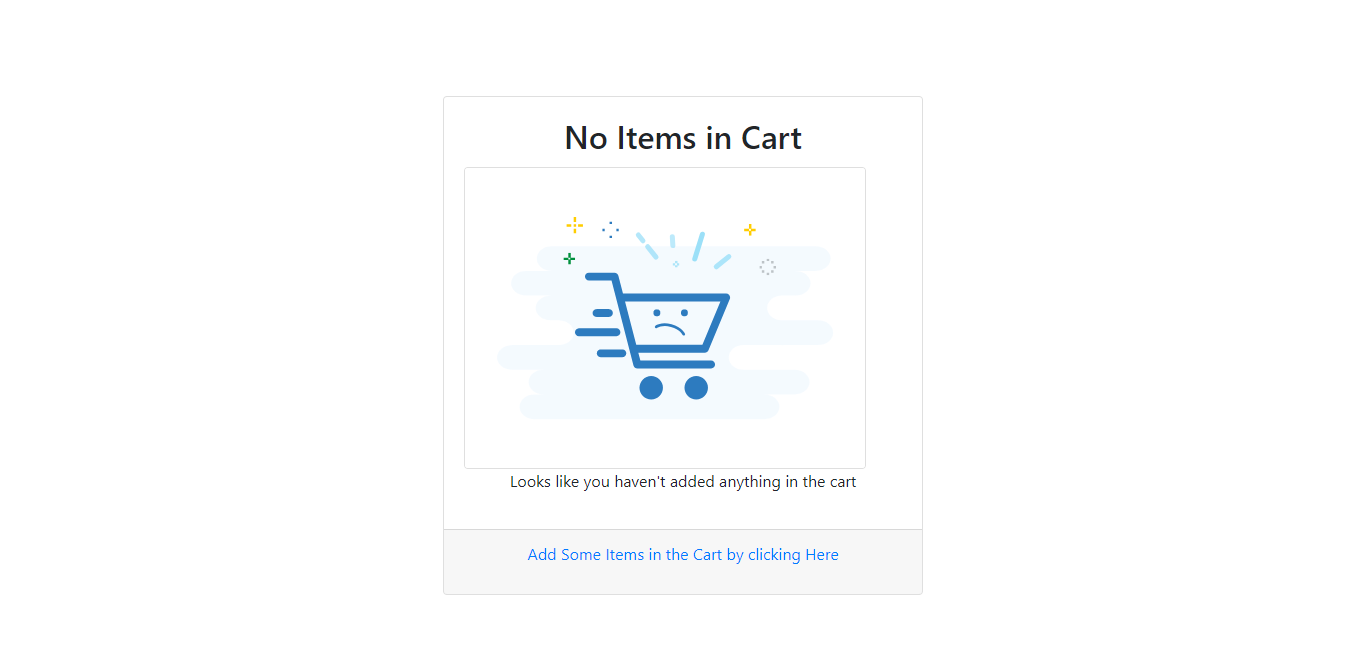 No Items in Cart
Looks like you haven't added anything in the cart
Add Some Items in the Cart by clicking Here